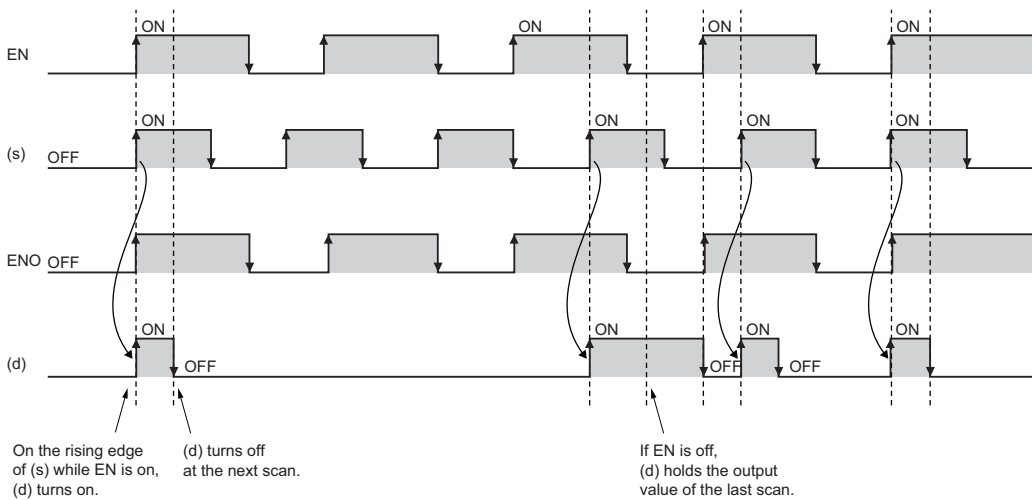 ON ON ON ON
EN
ON ON ON ON
(s) OFF
ENO OFF
ON ON ON ON
(d) OFF OFF OFF
On the rising edge
of (s) while EN is on,
(d) turns on.
(d) turns off
at the next scan.
If EN is off,
(d) holds the output
value of the last scan.